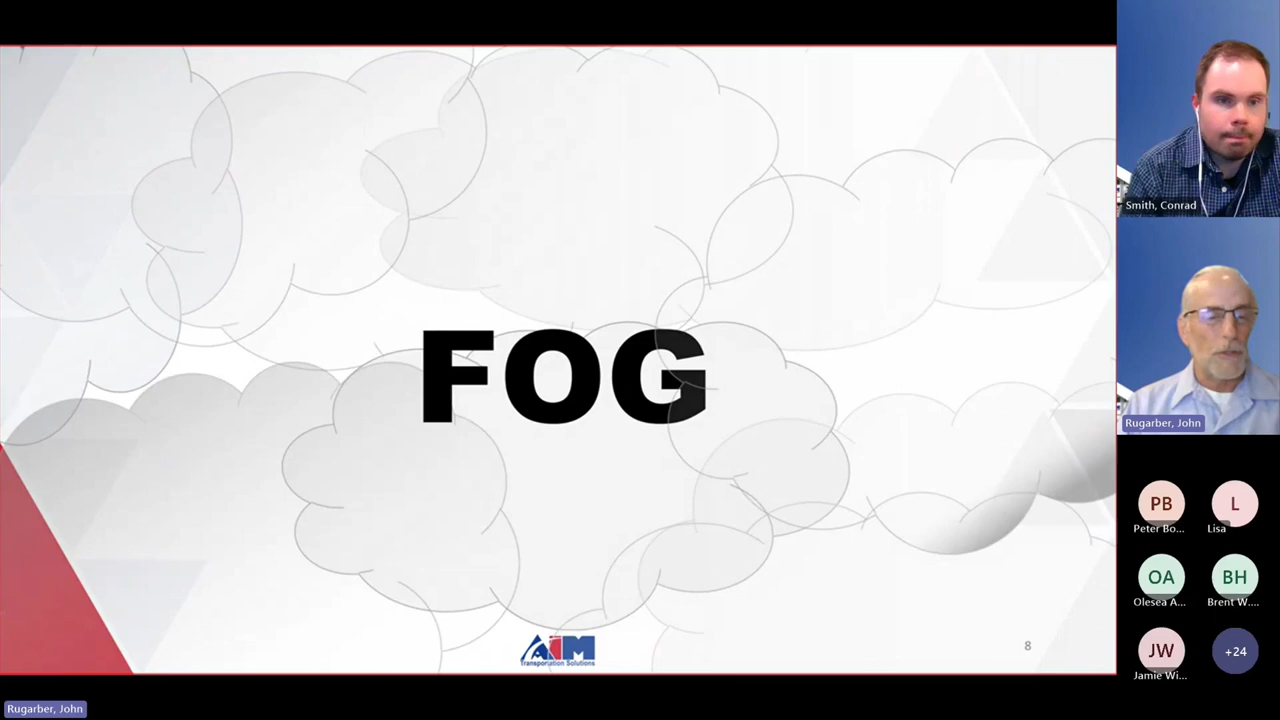 FOG
AIM
Transportation Solutions
8
Smith, Conrad
Rugarber, John
PB
Peter Bo...
L
Lisa
OA
Olesea A...
BH
Brent W....
JW
Jamie Wi...
+24
Rugarber, John